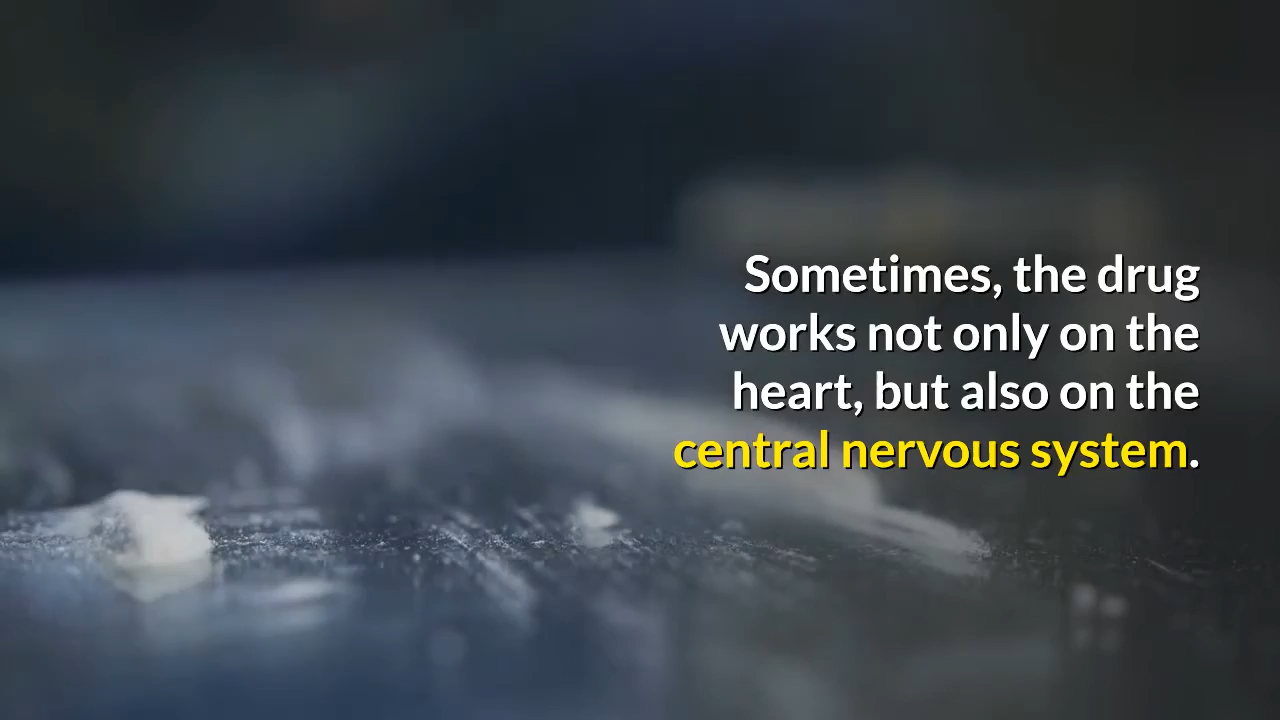 Sometimes, the drug
works not only on the
heart, but also on the
central nervous system.